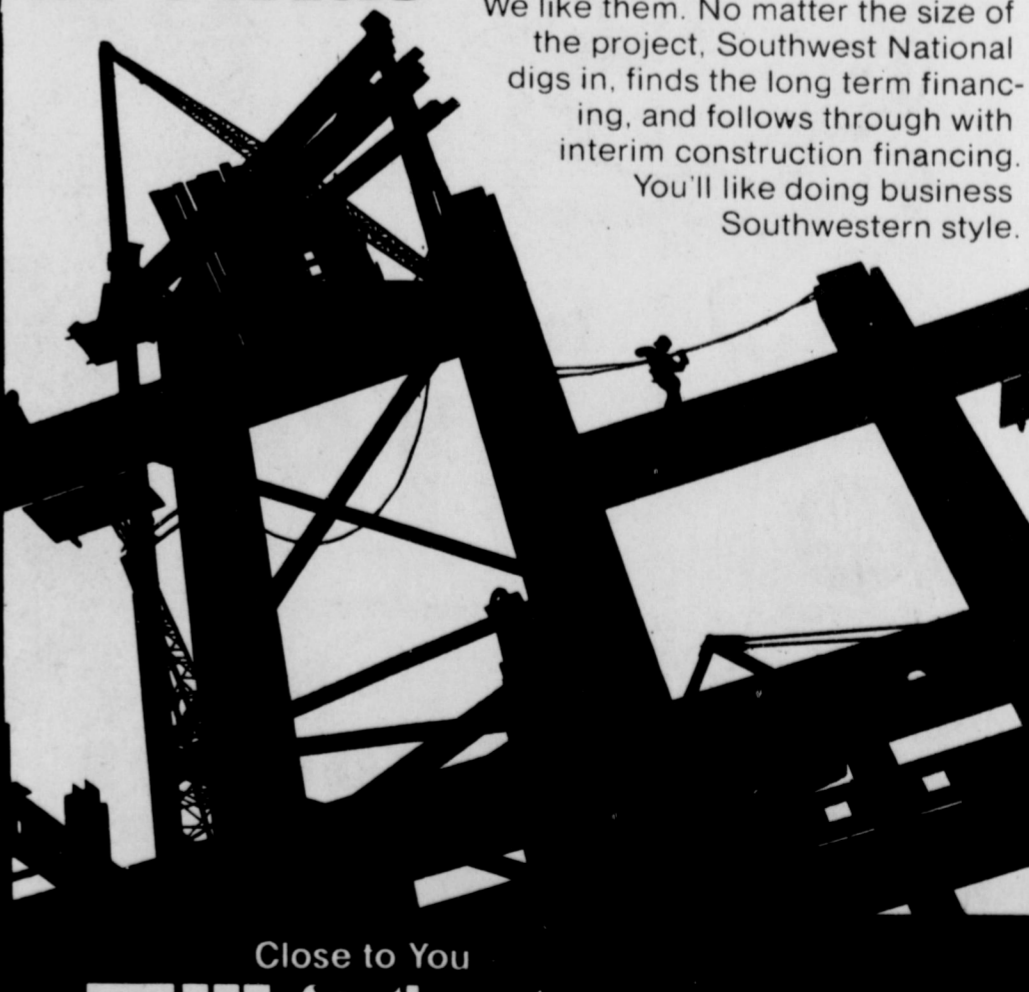 We like them. No matter the size of
the project, Southwest National
digs in, finds the long term financ-
ing, and follows through with
interim construction financing.
You'll like doing business
Southwestern style.
Close to You